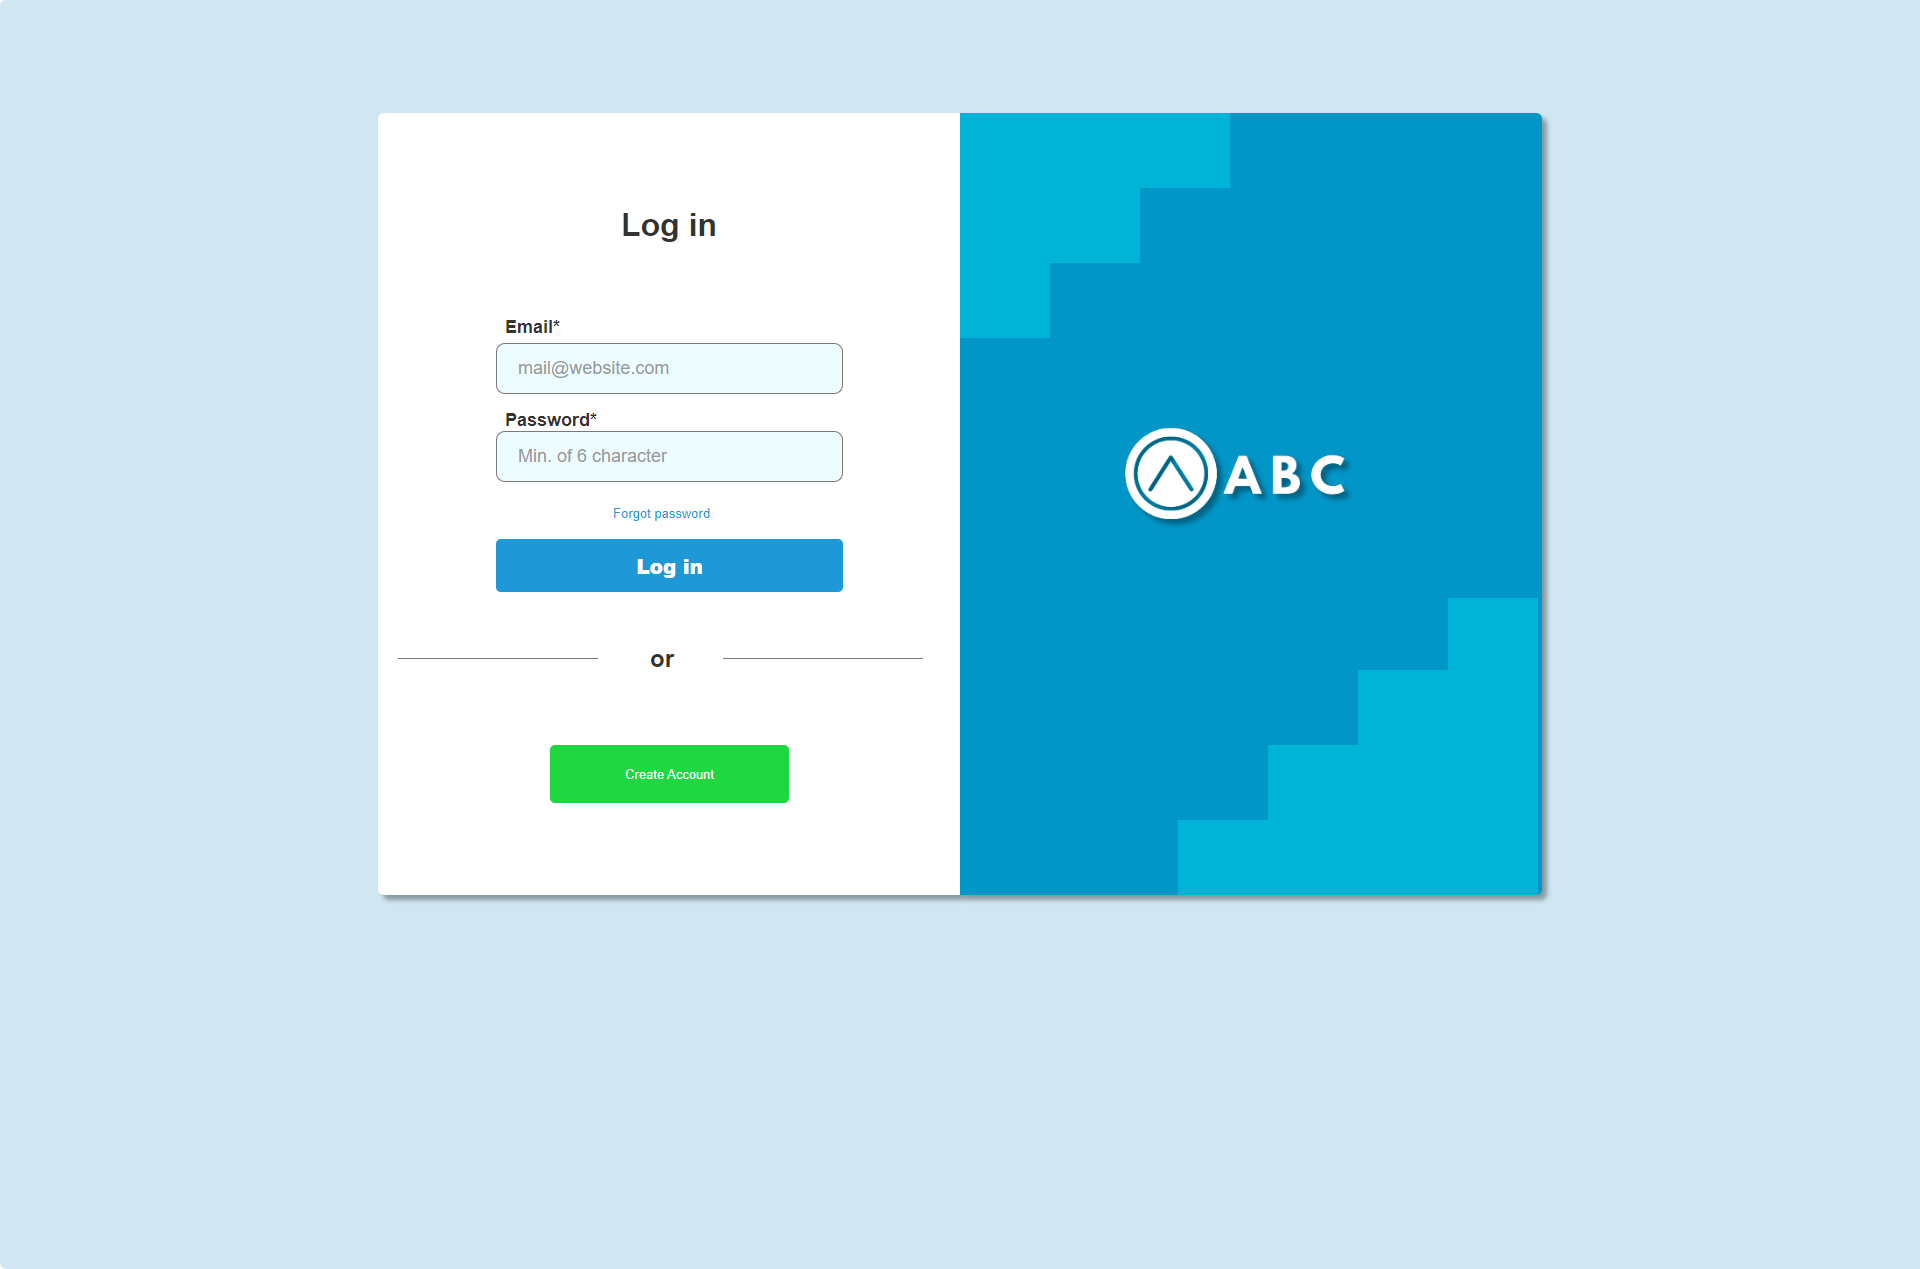 Log in
Email*
mail@website.com
Password*
Min. of 6 character
Forgot password
Log in
or
Create Account
ABC